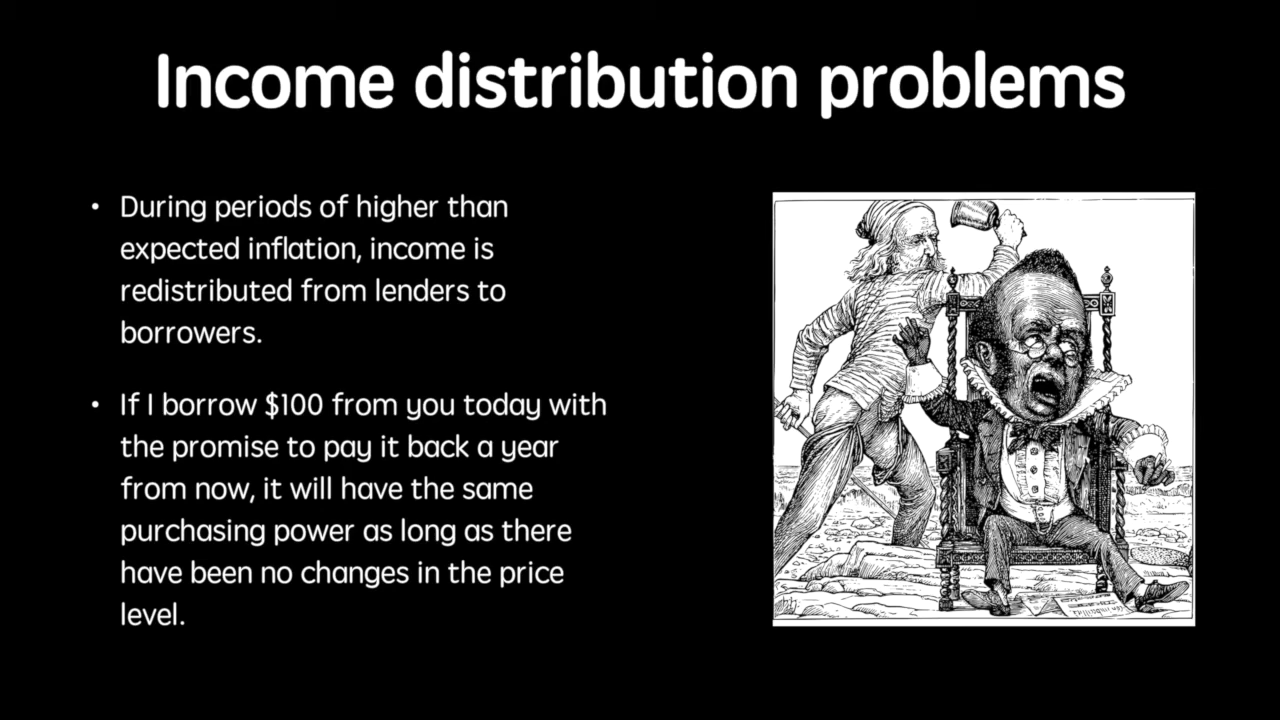 Income distribution problems
• During periods of higher than
expected inflation, income is
redistributed from lenders to
borrowers.
• If I borrow $100 from you today with
the promise to pay it back a year
from now, it will have the same
purchasing power as long as there
have been no changes in the price
level.